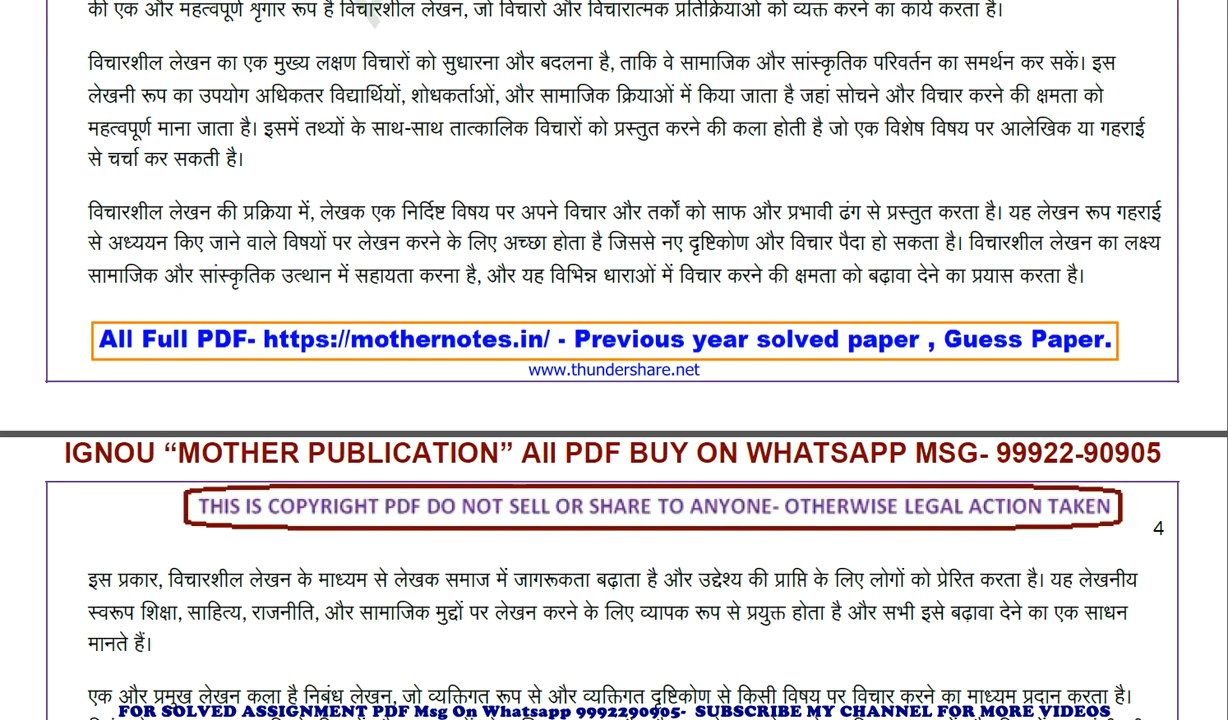 की एक और महत्वपूर्ण श्रृंगार रूप है विचारशील लेखन, जो विचारों और विचारात्मक प्रतिक्रियाओं को व्यक्त करने का कार्य करता है।
विचारशील लेखन का एक मुख्य लक्षण विचारों को सुधारना और बदलना है, ताकि वे सामाजिक और सांस्कृतिक परिवर्तन का समर्थन कर सकें। इस
लेखनी रूप का उपयोग अधिकतर विद्यार्थियों, शोधकर्ताओं, और सामाजिक क्रियाओं में किया जाता है जहां सोचने और विचार करने की क्षमता को
महत्वपूर्ण माना जाता है। इसमें तथ्यों के साथ-साथ तात्कालिक विचारों को प्रस्तुत करने की कला होती है जो एक विशेष विषय पर आलेखिक या गहराई
से चर्चा कर सकती है।
विचारशील लेखन की प्रक्रिया में, लेखक एक निर्दिष्ट विषय पर अपने विचार और तर्कों को साफ और प्रभावी ढंग से प्रस्तुत करता है। यह लेखन रूप गहराई
से अध्ययन किए जाने वाले विषयों पर लेखन करने के लिए अच्छा होता है जिससे नए दृष्टिकोण और विचार पैदा हो सकता है। विचारशील लेखन का लक्ष्य
सामाजिक और सांस्कृतिक उत्थान में सहायता करना है, और यह विभिन्न धाराओं में विचार करने की क्षमता को बढ़ावा देने का प्रयास करता है।
All Full PDF- https://mothernotes.in/ - Previous year solved paper , Guess Paper.
www.thundershare.net
IGNOU “MOTHER PUBLICATION” All PDF BUY ON WHATSAPP MSG- 99922-90905
THIS IS COPYRIGHT PDF DO NOT SELL OR SHARE TO ANYONE- OTHERWISE LEGAL ACTION TAKEN
4
इस प्रकार, विचारशील लेखन के माध्यम से लेखक समाज में जागरूकता बढ़ाता है और उद्देश्य की प्राप्ति के लिए लोगों को प्रेरित करता है। यह लेखनीय
स्वरूप शिक्षा, साहित्य, राजनीति, और सामाजिक मुद्दों पर लेखन करने के लिए व्यापक रूप से प्रयुक्त होता है और सभी इसे बढ़ावा देने का एक साधन
मानते हैं।
एक और प्रमुख लेखन कला है निबंध लेखन, जो व्यक्तिगत रूप से और व्यक्तिगत दृष्टिकोण से किसी विषय पर विचार करने का माध्यम प्रदान करता है।
FOR SOLVED ASSIGNMENT PDF Msg On Whatsapp 9992290905- SUBSCRIBE MY CHANNEL FOR MORE VIDEOS